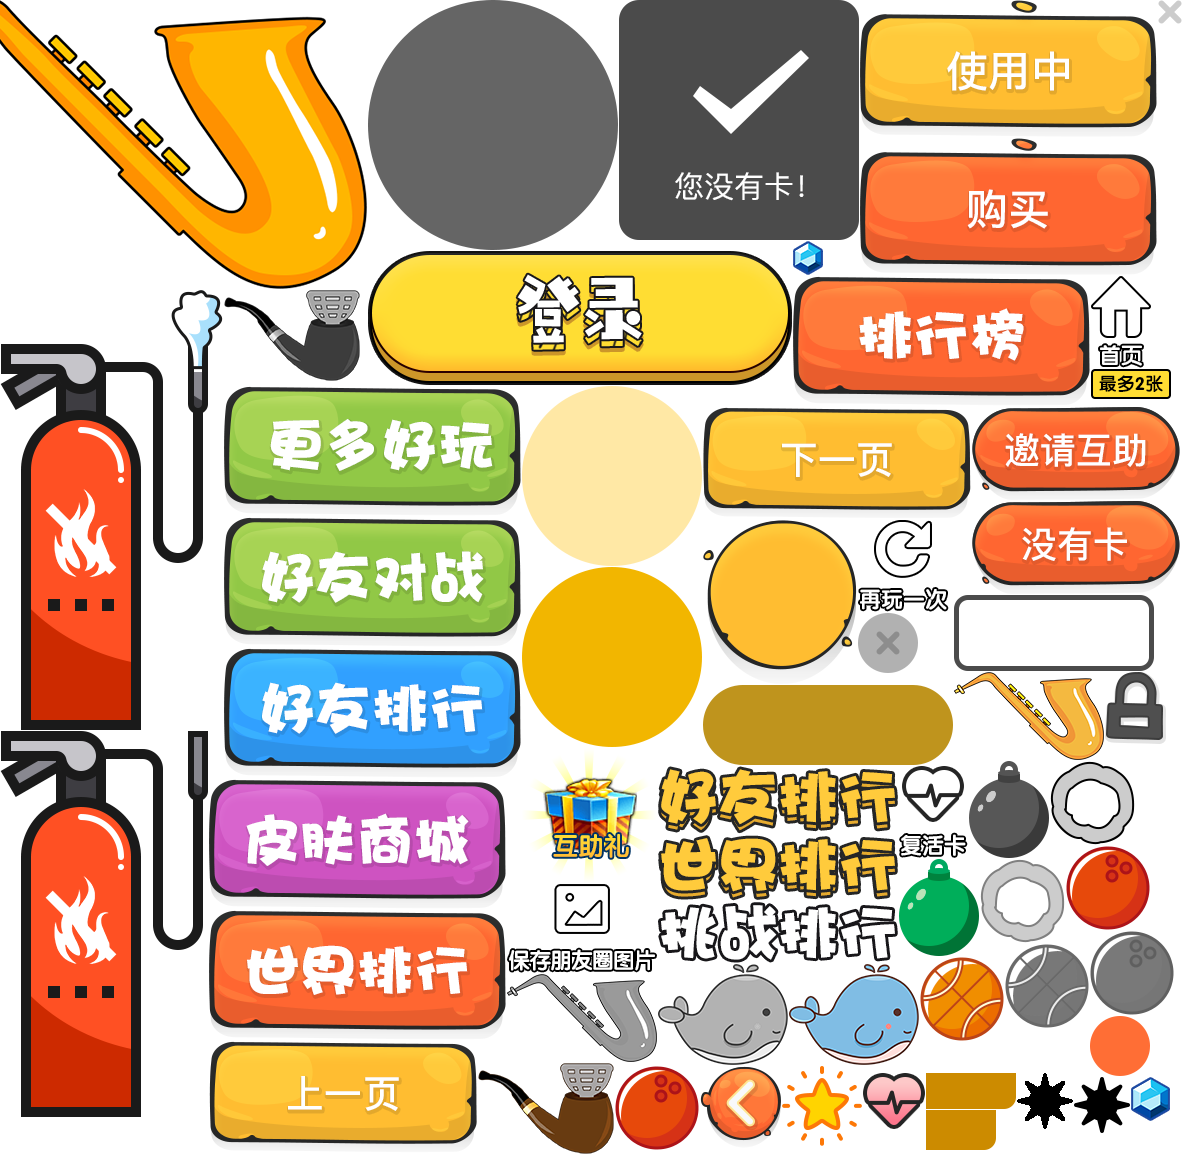 使用中
您没有卡!
购买
登录
排行榜
首页
最多2张
更多好玩
下一页
邀请互助
没有卡
好友对战
再玩一次
好友排行
皮肤商城
互助礼
好友排行
复活卡
世界排行
挑战排行
世界排行
保存朋友圈图片
上一页